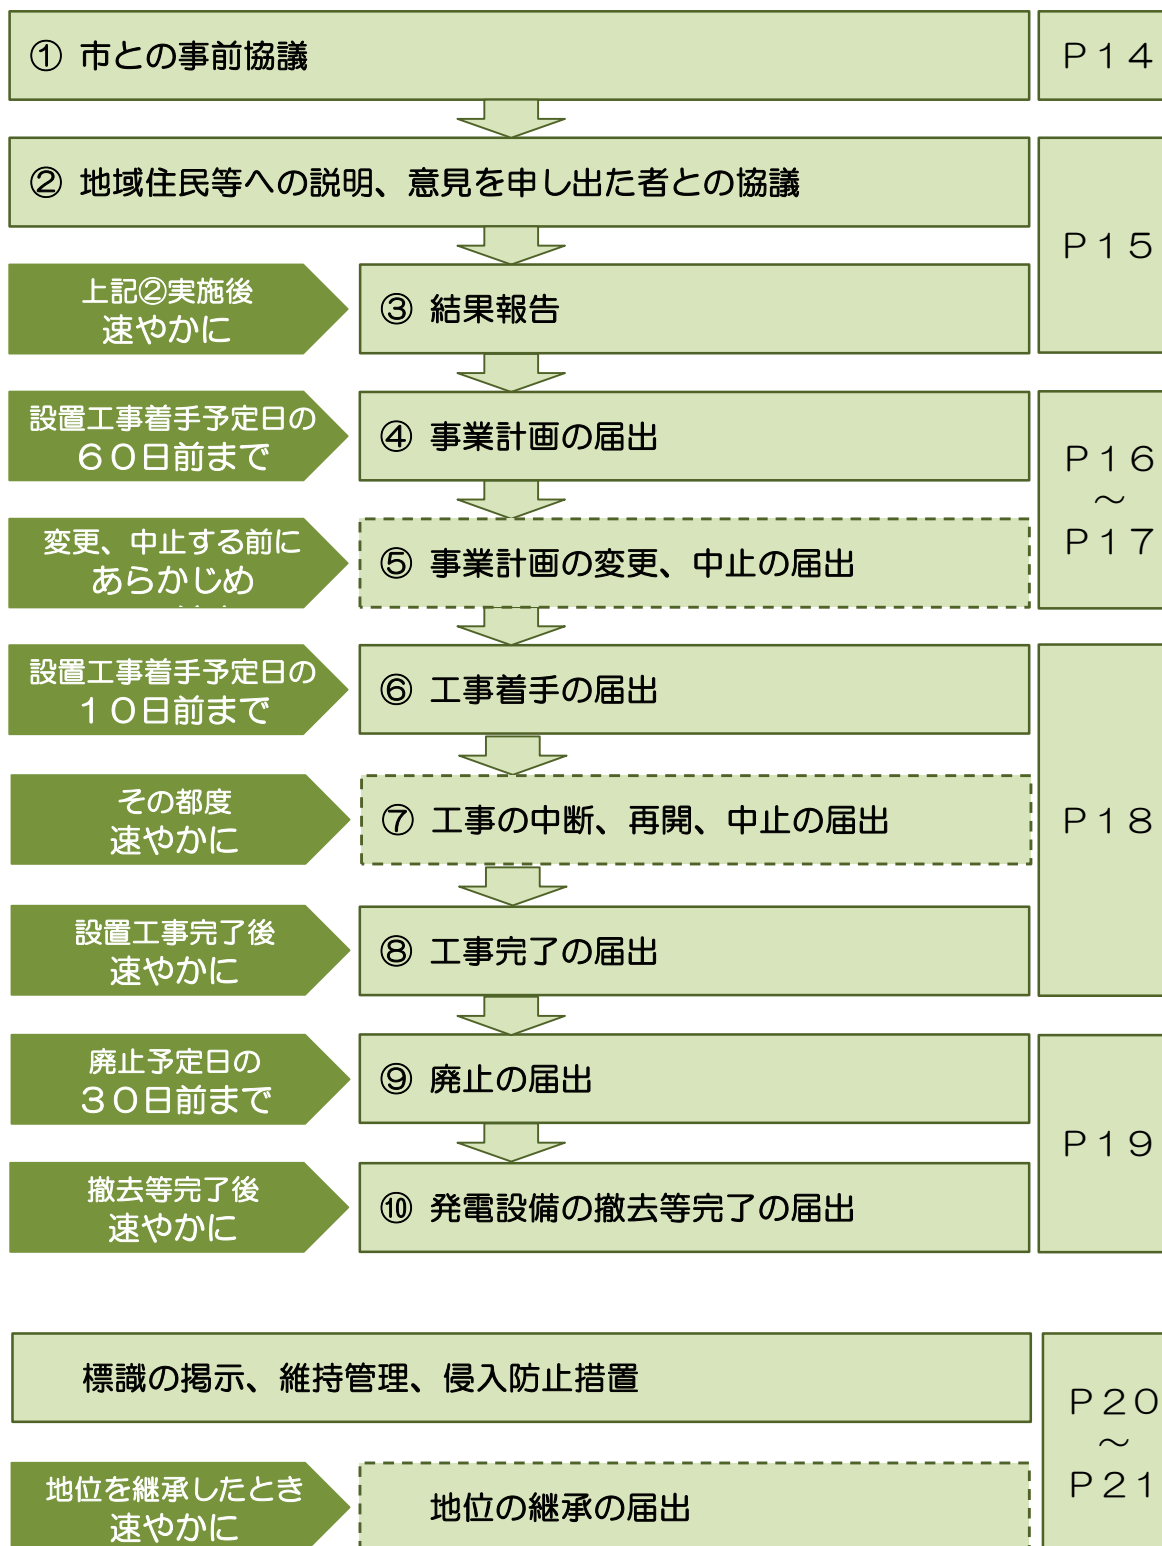 ① 市との事前協議
P14
② 地域住民等への説明、意見を申し出た者との協議
P15
上記②実施後
速やかに
③ 結果報告
設置工事着手予定日の
60日前まで
④ 事業計画の届出
P16
～
P17
変更、中止する前に
あらかじめ
⑤ 事業計画の変更、中止の届出
設置工事着手予定日の
10日前まで
⑥ 工事着手の届出
P18
その都度
速やかに
⑦ 工事の中断、再開、中止の届出
設置工事完了後
速やかに
⑧ 工事完了の届出
廃止予定日の
30日前まで
⑨ 廃止の届出
P19
撤去等完了後
速やかに
⑩ 発電設備の撤去等完了の届出
標識の掲示、維持管理、侵入防止措置
P20
～
P21
地位を継承したとき
速やかに
地位の継承の届出